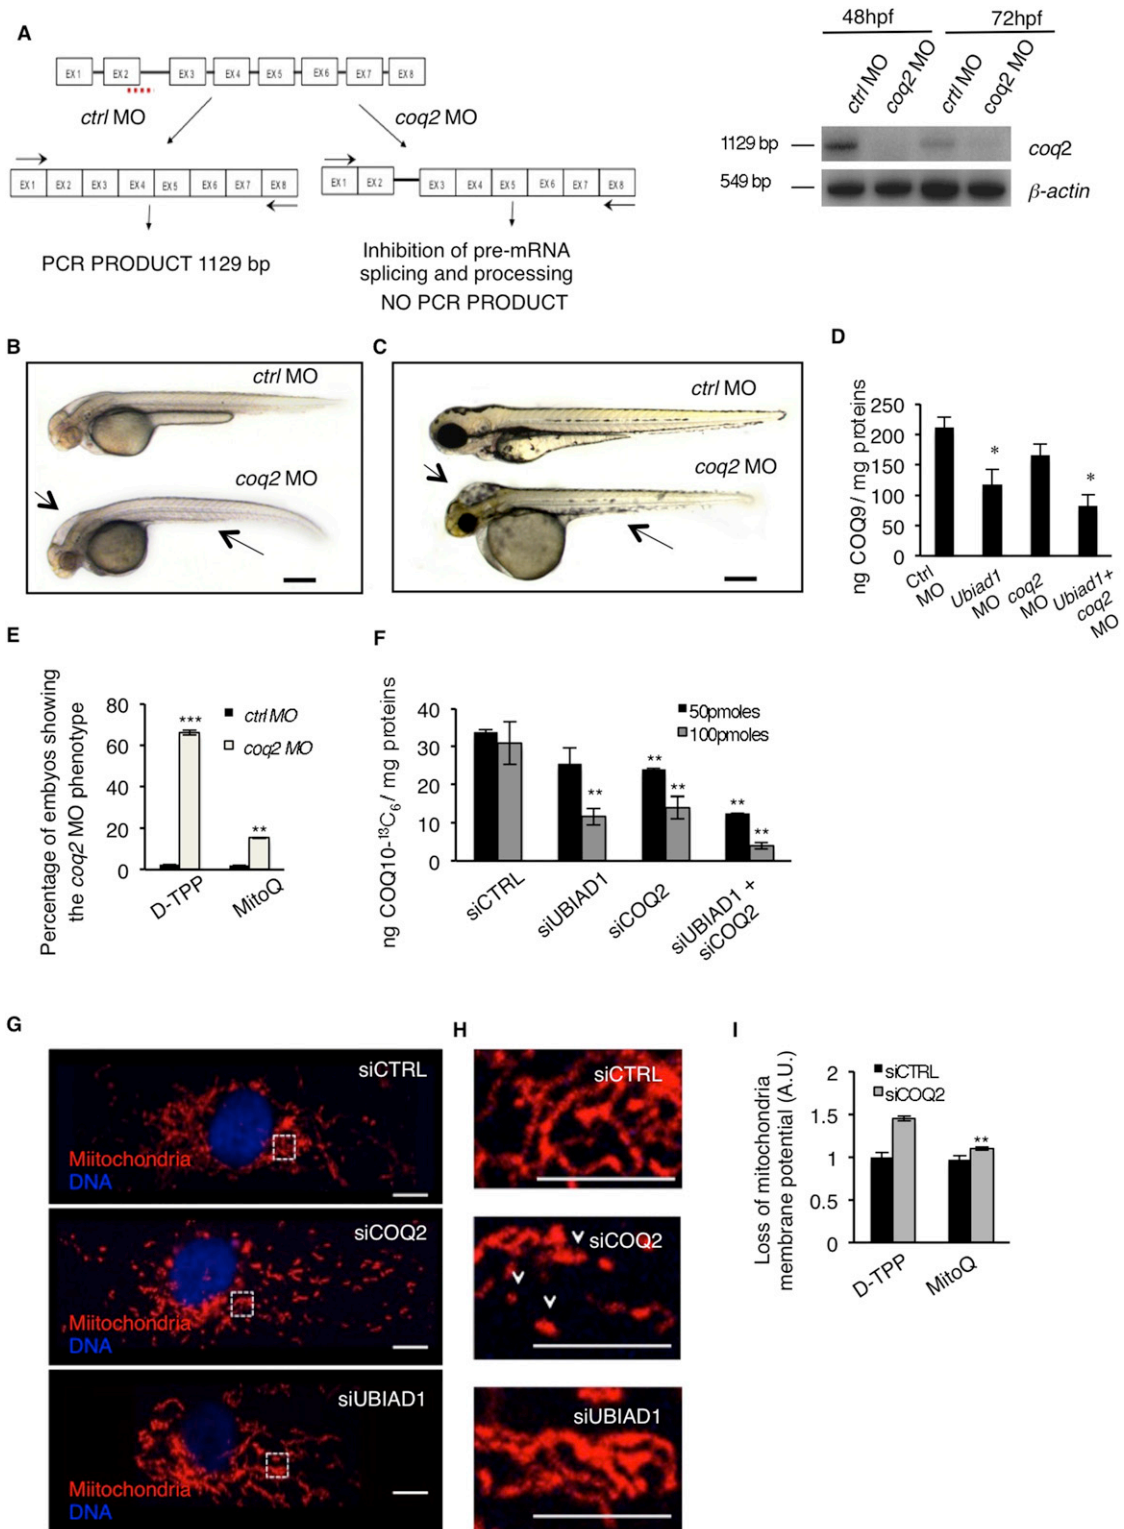 A
EX 1 EX 2 EX 3 EX 4 EX 5 EX 6 EX 7 EX 8
ctrl MO
coq2 MO
EX 1 EX 2 EX 3 EX 4 EX 5 EX 6 EX 7 EX 8
EX 1 EX 2 EX 3 EX 4 EX 5 EX 6 EX 7 EX 8
PCR PRODUCT 1129 bp
Inhibition of pre-mRNA
splicing and processing
NO PCR PRODUCT
48hpf 72hpf
ctrl MO
coq2 MO
crtl MO
coq2 MO
1129 bp
coq2
549 bp
β-actin
B
ctrl MO
coq2 MO
C
ctrl MO
coq2 MO
D
ng COQ9/ mg proteins
250
200
150
100
50
0
*
*
Ctrl
MO
Ubiad1
MO
coq2
MO
Ubiad1+
coq2
MO
E
Percentage of embyos showing
the coq2 MO phenotype
80
60
40
20
0
***
**
ctrl MO
coq2 MO
D-TPP
MitoQ
F
ng COQ10-¹³C₆/ mg proteins
40
30
20
10
0
50pmoles
100pmoles
**
**
**
**
**
siCTRL
siUBIAD1
siCOQ2
siUBIAD1 +
siCOQ2
G
siCTRL
Miitochondria
DNA
siCOQ2
Miitochondria
DNA
siUBIAD1
Miitochondria
DNA
H
siCTRL
siCOQ2
siUBIAD1
I
Loss of mitochondria
membrane potential (A.U.)
2
1.5
1
0.5
0
siCTRL
siCOQ2
**
D-TPP
MitoQ